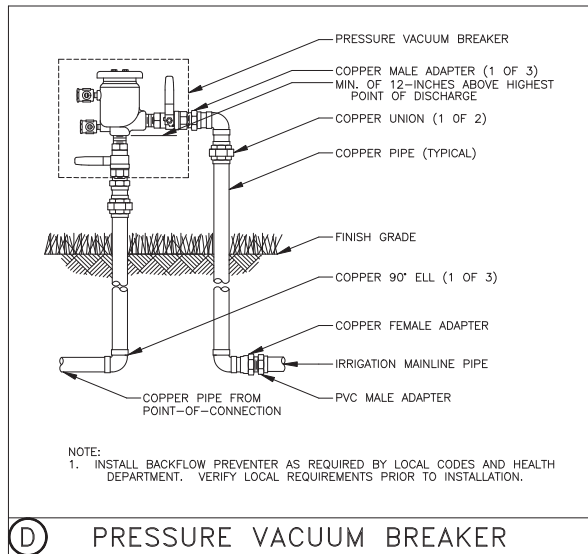 PRESSURE VACUUM BREAKER
COPPER MALE ADAPTER (1 OF 3)
MIN. OF 12-INCHES ABOVE HIGHEST
POINT OF DISCHARGE
COPPER UNION (1 OF 2)
COPPER PIPE (TYPICAL)
FINISH GRADE
COPPER 90° ELL (1 OF 3)
COPPER FEMALE ADAPTER
IRRIGATION MAINLINE PIPE
PVC MALE ADAPTER
COPPER PIPE FROM
POINT-OF-CONNECTION
NOTE:
1. INSTALL BACKFLOW PREVENTER AS REQUIRED BY LOCAL CODES AND HEALTH
DEPARTMENT. VERIFY LOCAL REQUIREMENTS PRIOR TO INSTALLATION.
D PRESSURE VACUUM BREAKER